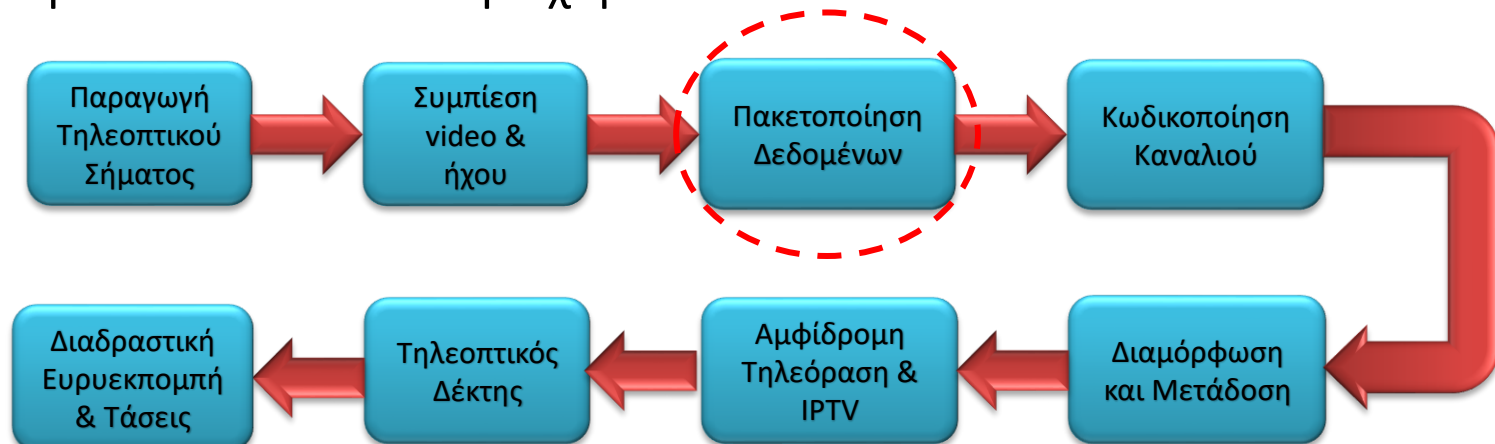 Παραγωγή
Τηλεοπτικού
Σήματος
Συμπίεση
video &
ήχου
Πακετοποίηση
Δεδομένων
Κωδικοποίηση
Καναλιού
Διαμόρφωση
και Μετάδοση
Αμφίδρομη
Τηλεόραση &
IPTV
Τηλεοπτικός
Δέκτης
Διαδραστική
Ευρυεκπομπή
& Τάσεις